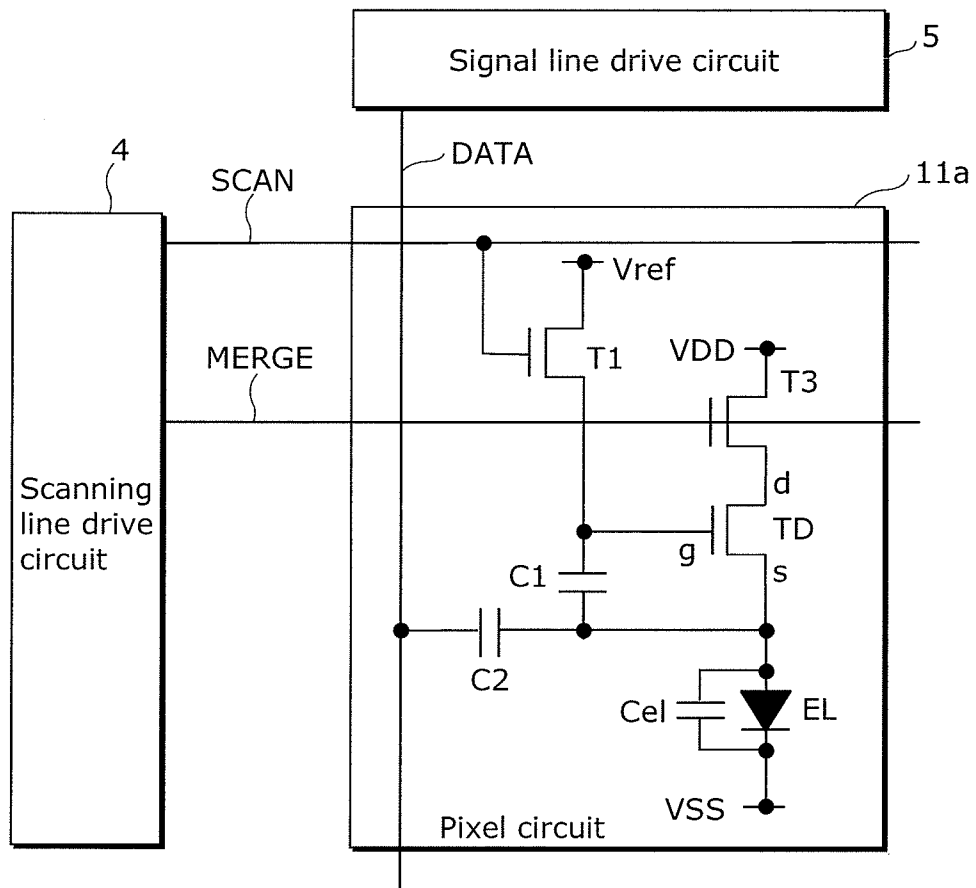 Signal line drive circuit
5
DATA
4
SCAN
11a
Vref
T1
MERGE
VDD
T3
d
TD
g
s
C1
C2
Scanning
line drive
circuit
Cel
EL
VSS
Pixel circuit